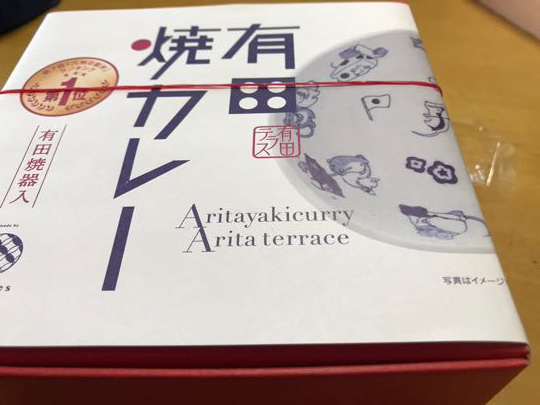 有田
焼カレー
第1位
有田焼器入
有田
テラス
Aritayakicurry
Arita terrace
写真はイメージ